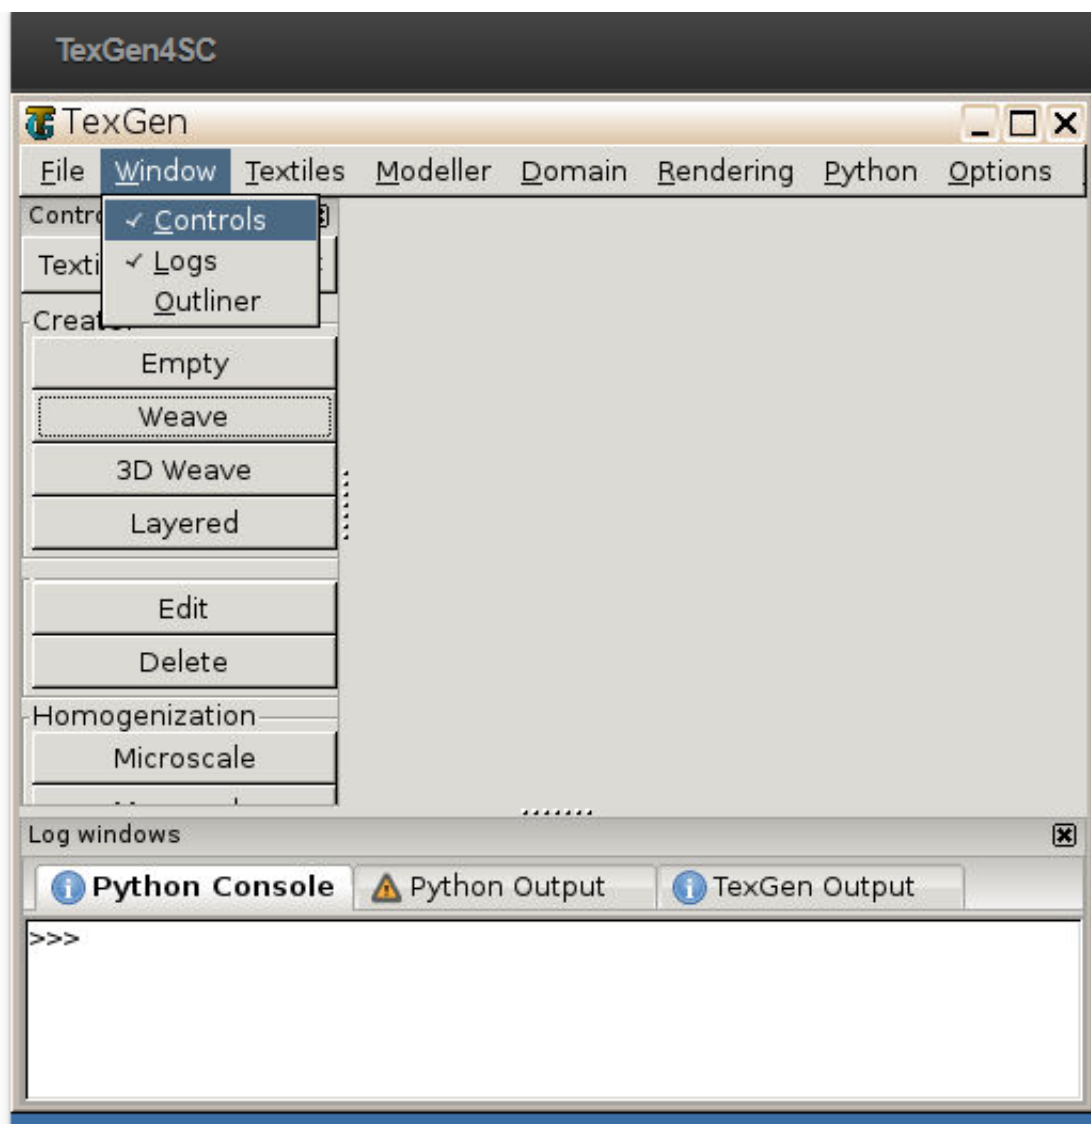 TexGen4SC
TexGen
File Window Textiles Modeller Domain Rendering Python Options
Controls
Logs
Outliner
Empty
Weave
3D Weave
Layered
Edit
Delete
Homogenization
Microscale
Log windows
Python Console Python Output TexGen Output
>>>